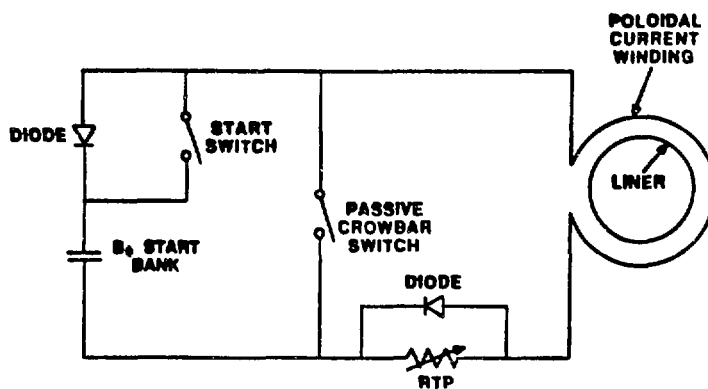 POLOIDAL
CURRENT
WINDING
DIODE
START
SWITCH
LINER
PASSIVE
CROWBAR
SWITCH
Bϕ START
BANK
DIODE
RTP